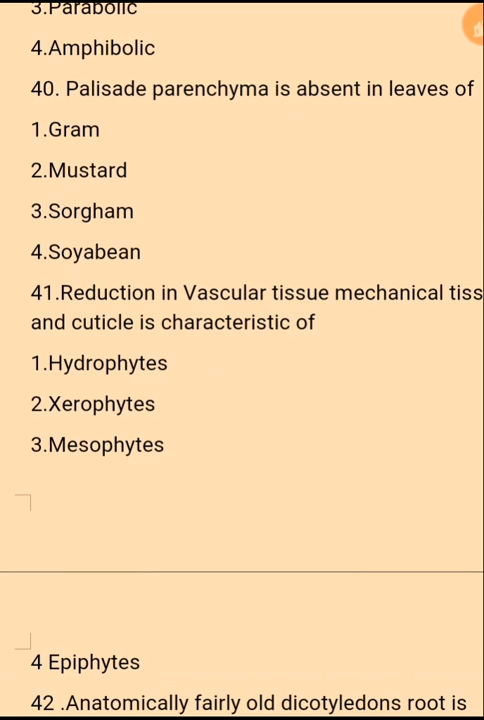 3.Parabolic
4.Amphibolic
40. Palisade parenchyma is absent in leaves of
1.Gram
2.Mustard
3.Sorgham
4.Soyabean
41.Reduction in Vascular tissue mechanical tiss
and cuticle is characteristic of
1.Hydrophytes
2.Xerophytes
3.Mesophytes
4 Epiphytes
42 .Anatomically fairly old dicotyledons root is